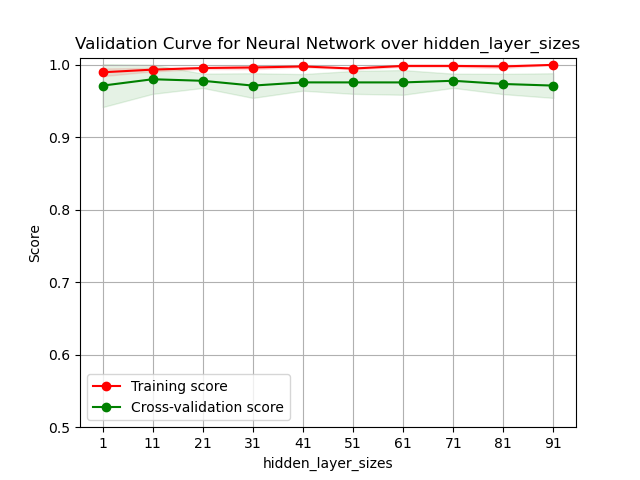 Validation Curve for Neural Network over hidden_layer_sizes
1.0
0.9
0.8
0.7
0.6
0.5
Score
Training score
Cross-validation score
1 11 21 31 41 51 61 71 81 91
hidden_layer_sizes